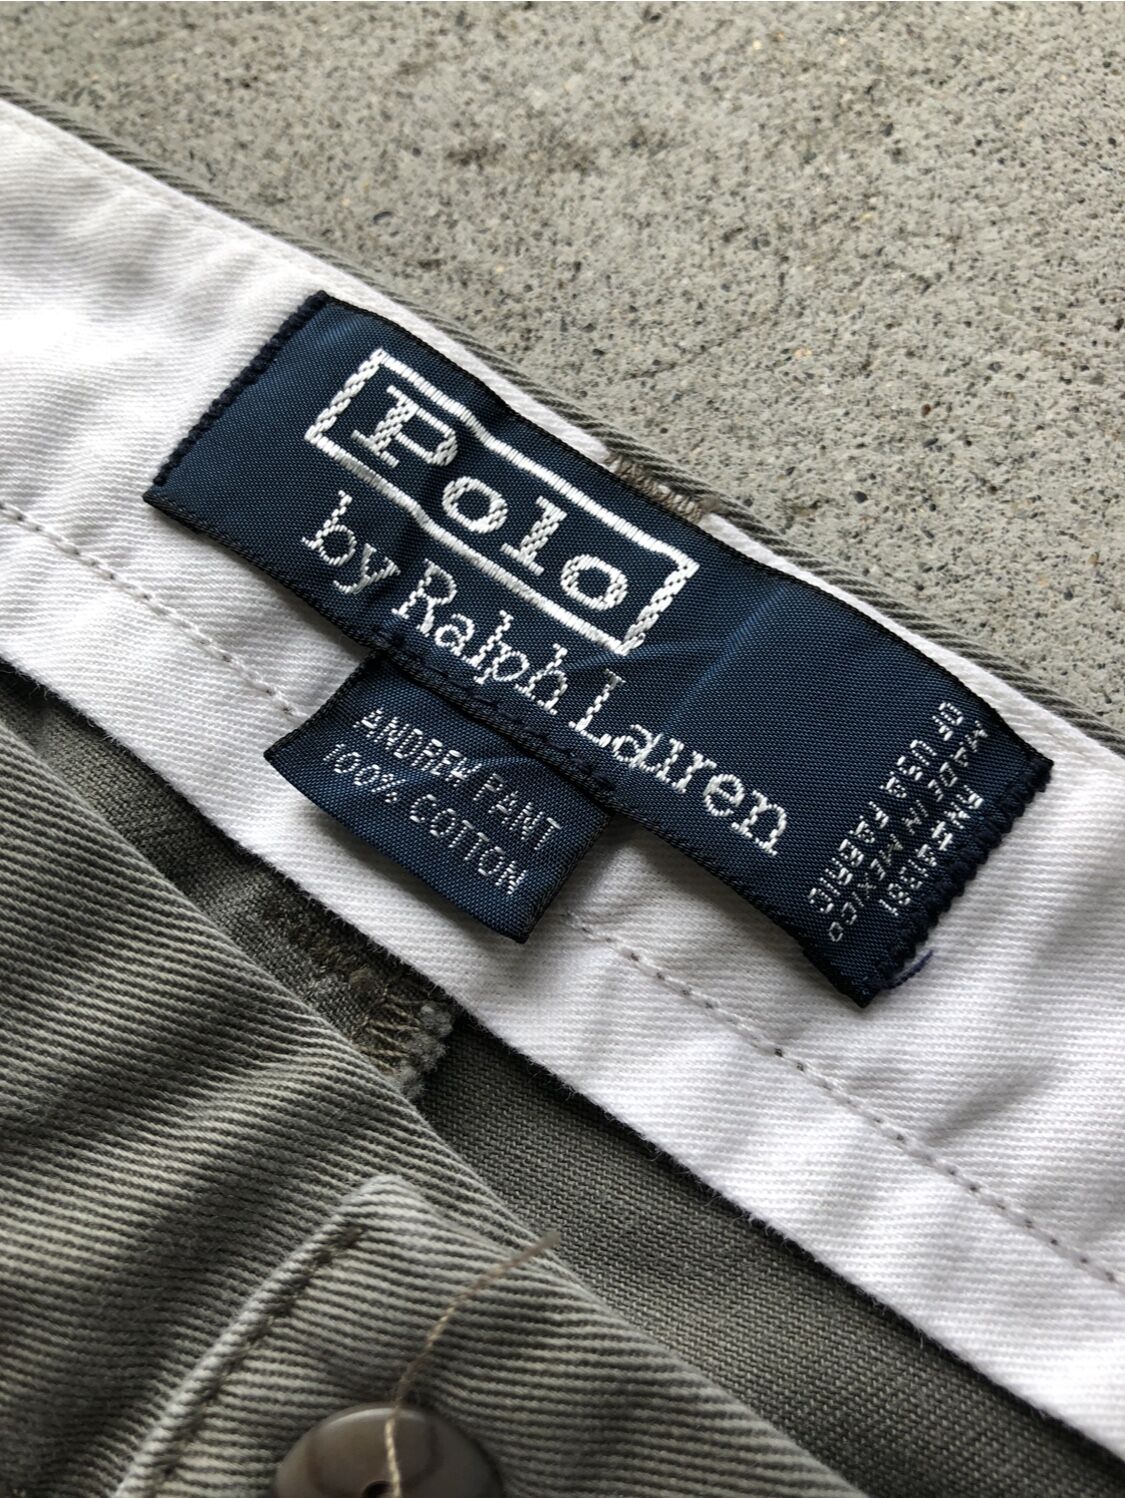 Polo
by Ralph Lauren
ANDREW PANT
100% COTTON
RN 41381
MADE IN MEXICO
OF USA FABRIC